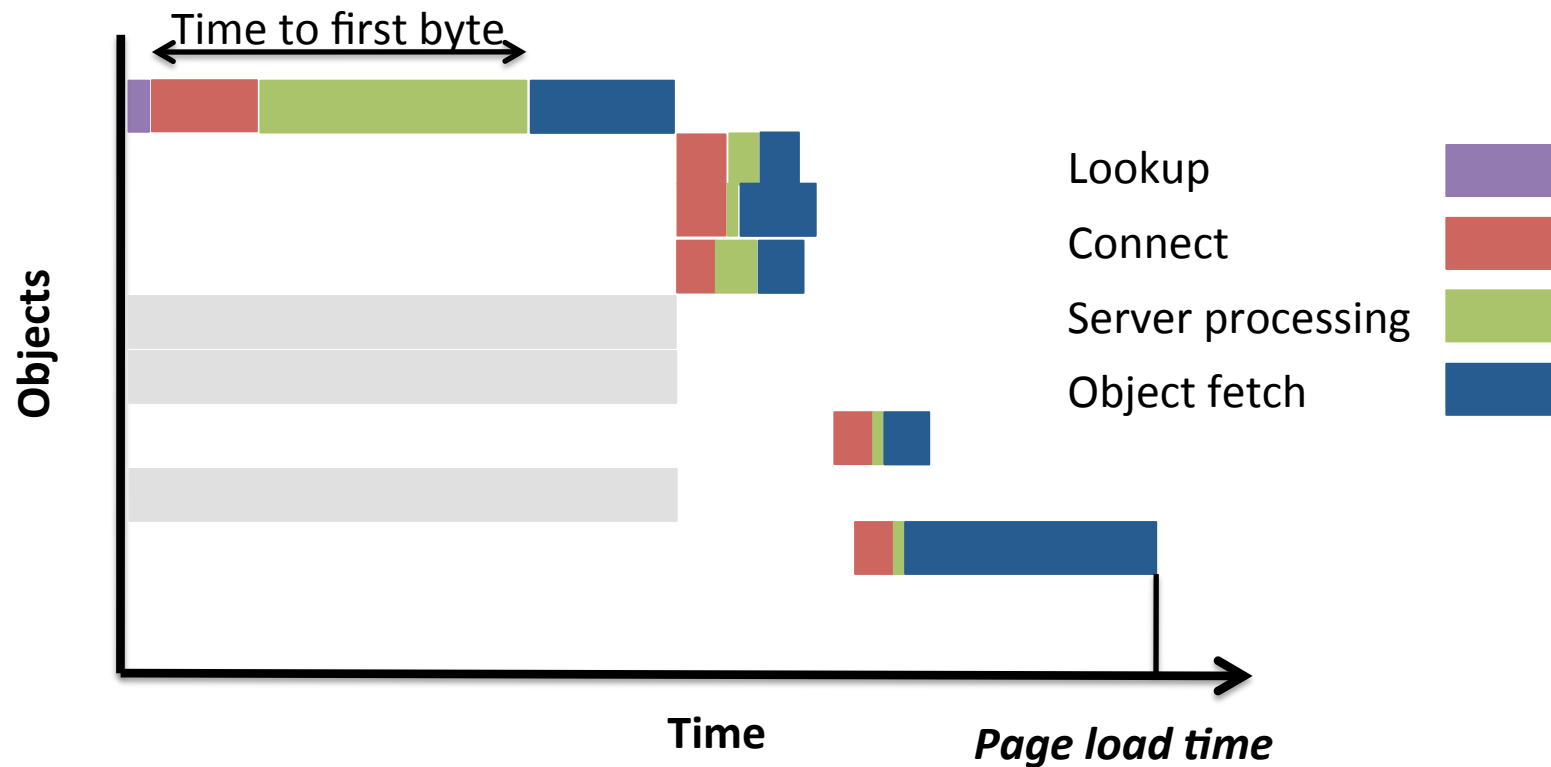 Time to first byte
Lookup
Connect
Server processing
Object fetch
Objects
Time
Page load time